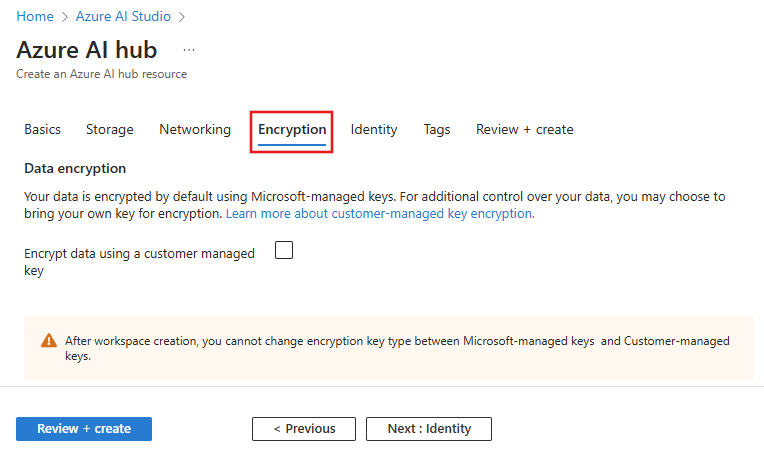 Home > Azure AI Studio >
Azure AI hub ...
Create an Azure AI hub resource
Basics Storage Networking Encryption Identity Tags Review + create
Data encryption
Your data is encrypted by default using Microsoft-managed keys. For additional control over your data, you may choose to
bring your own key for encryption. Learn more about customer-managed key encryption.
Encrypt data using a customer managed
key
After workspace creation, you cannot change encryption key type between Microsoft-managed keys and Customer-managed
keys.
Review + create < Previous Next : Identity